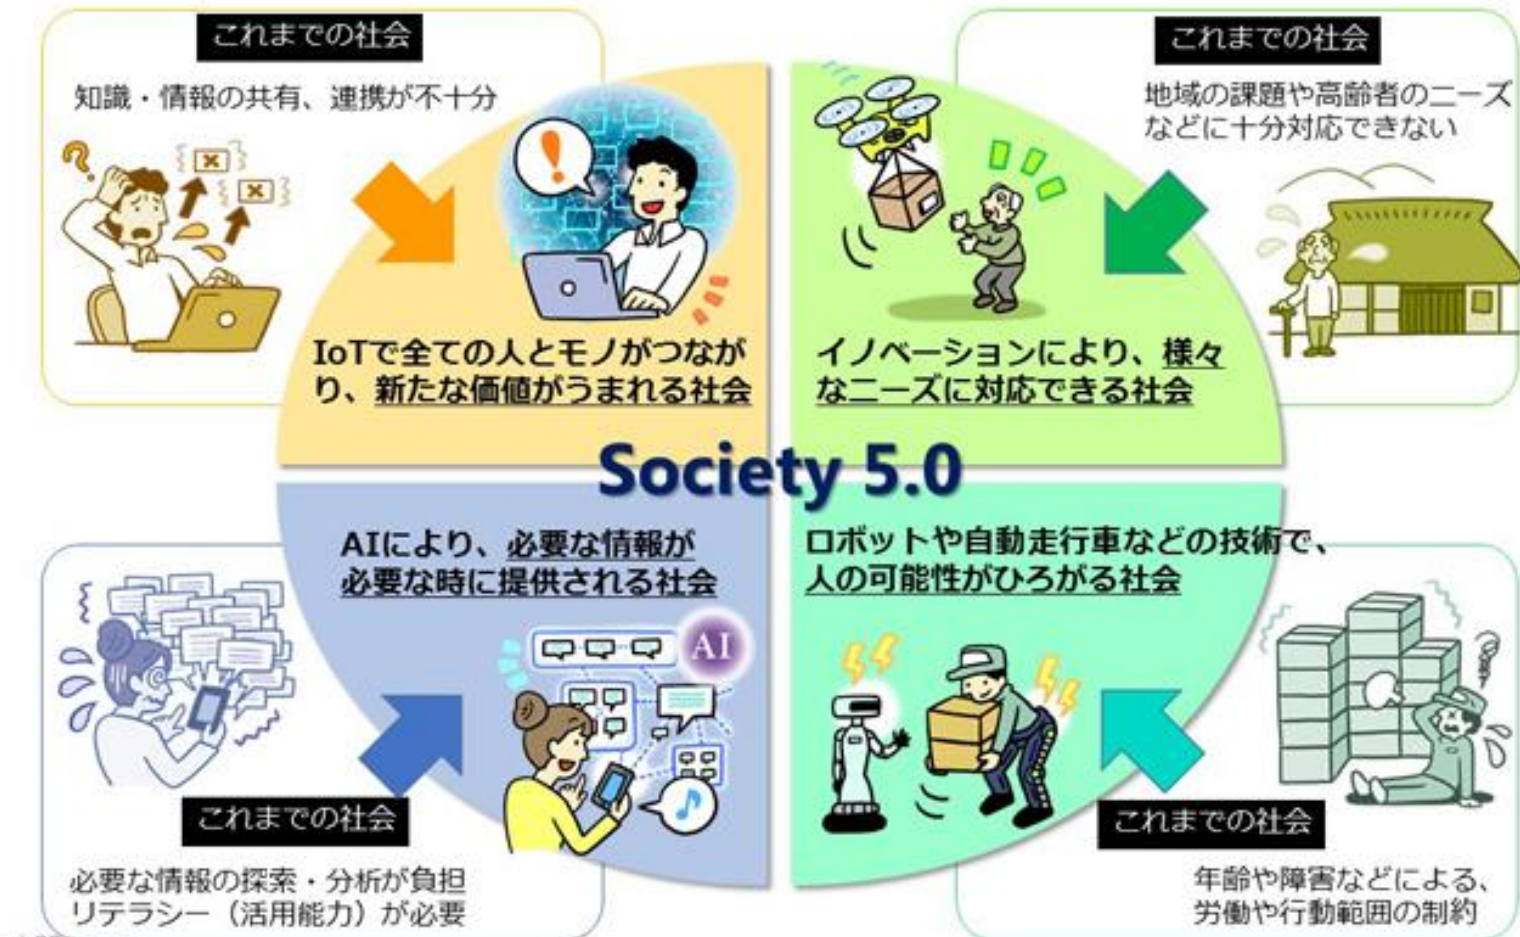 これまでの社会
知識・情報の共有、連携が不十分
?
!
IoTで全ての人とモノがつなが
り、新たな価値がうまれる社会
これまでの社会
地域の課題や高齢者のニーズ
などに十分対応できない
イノベーションにより、様々
なニーズに対応できる社会
Society 5.0
AIにより、必要な情報が
必要な時に提供される社会
AI
これまでの社会
必要な情報の探索・分析が負担
リテラシー（活用能力）が必要
ロボットや自動走行車などの技術で、
人の可能性がひろがる社会
これまでの社会
年齢や障害などによる、
労働や行動範囲の制約